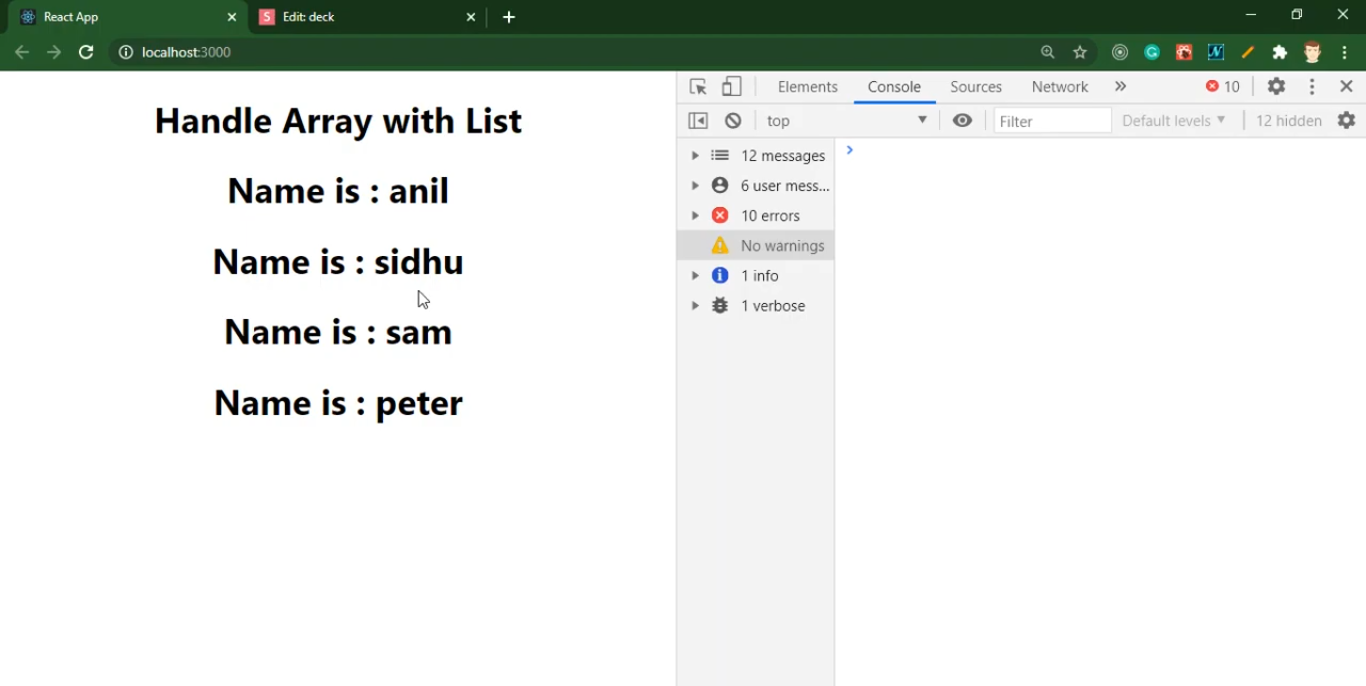 React App
Edit: deck
localhost:3000
Handle Array with List
Name is : anil
Name is : sidhu
Name is : sam
Name is : peter
Elements Console Sources Network 10
top Filter Default levels 12 hidden
12 messages
6 user mess...
10 errors
No warnings
1 info
1 verbose